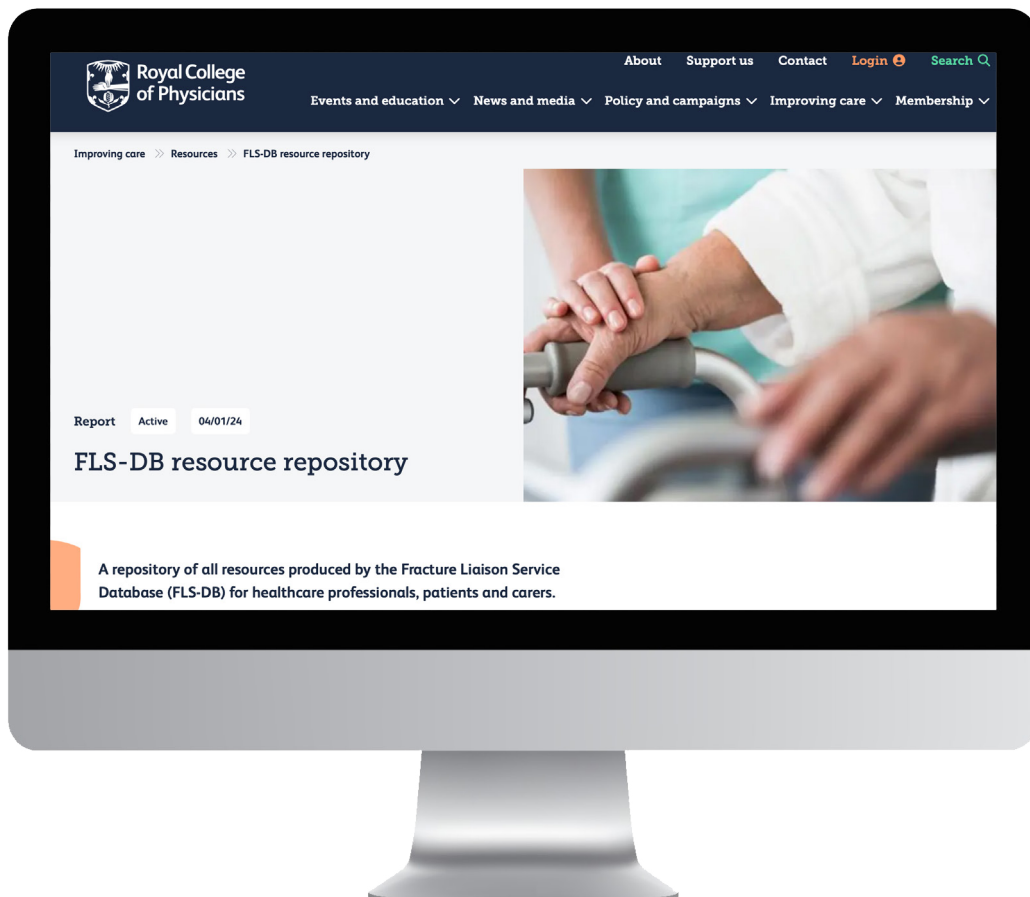 Royal College
of Physicians
About Support us Contact Login Search
Events and education News and media Policy and campaigns Improving care Membership
Improving care Resources FLS-DB resource repository
Report Active 04/01/24
FLS-DB resource repository
A repository of all resources produced by the Fracture Liaison Service
Database (FLS-DB) for healthcare professionals, patients and carers.